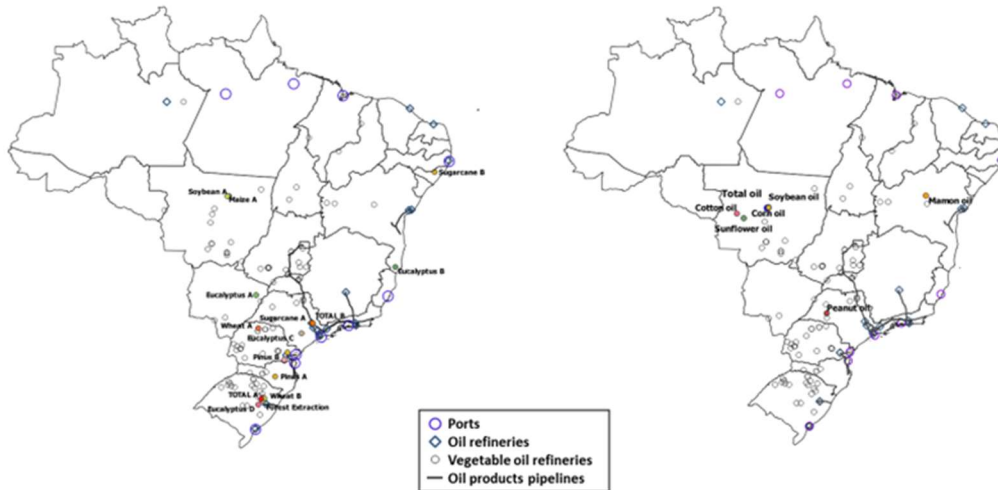 Soybean A
Maize A
Sugarcane B
Eucalyptus B
Eucalyptus A
Sugarcane A
TOTAL B
Wheat A
Eucalyptus C
Pinus B
Pinus A
TOTAL A
Wheat B
Eucalyptus D
Forest Extraction
Total oil
Soybean oil
Cotton oil
Corn oil
Sunflower oil
Mamon oil
Peanut oil
Ports
Oil refineries
Vegetable oil refineries
Oil products pipelines